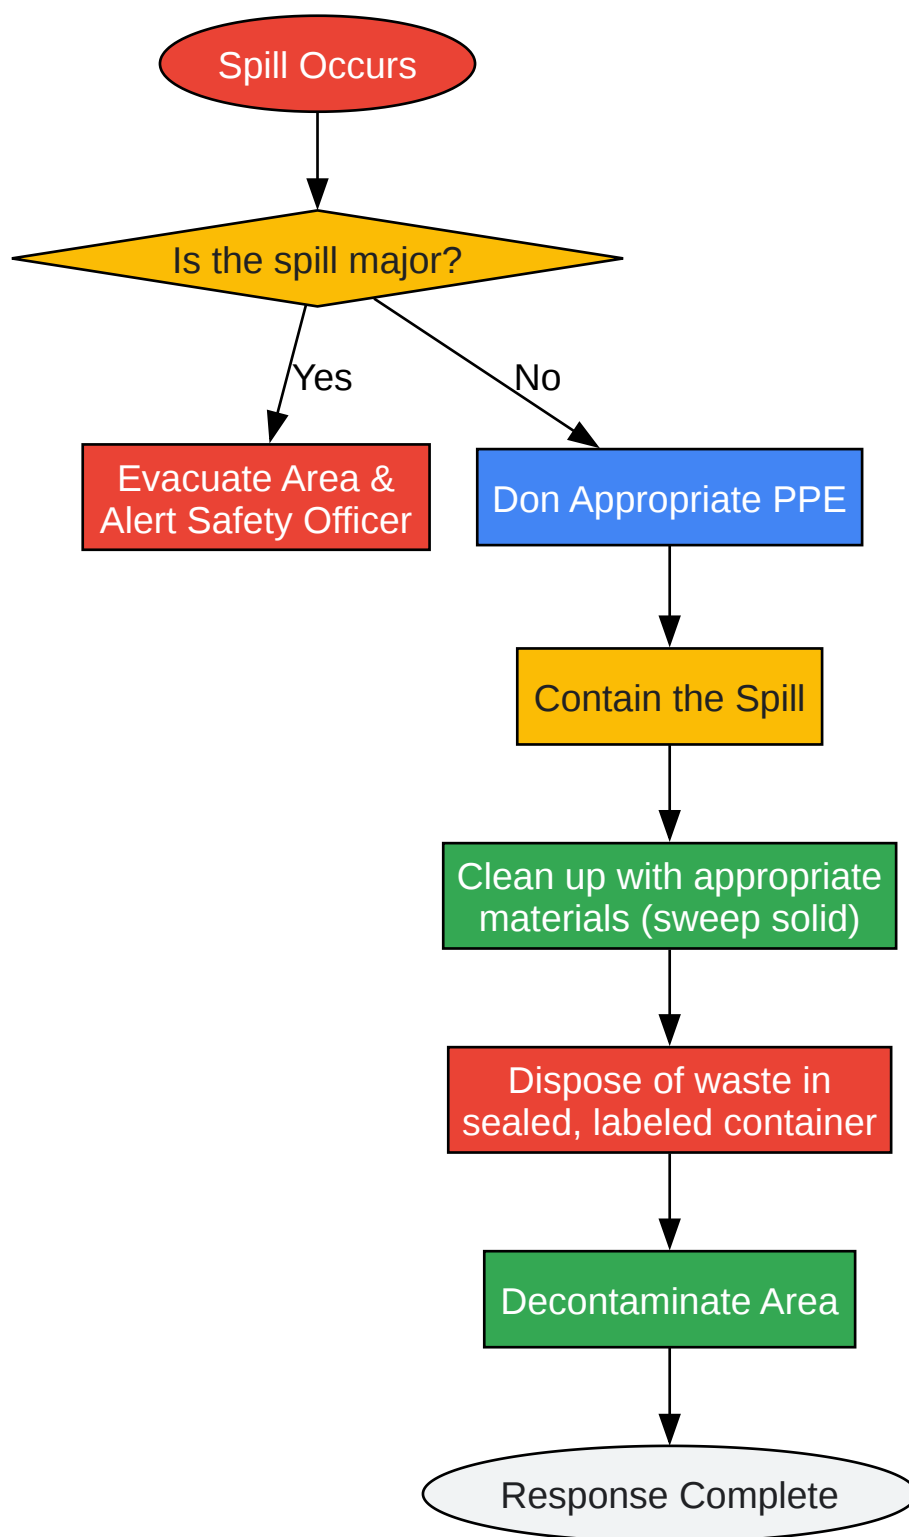 Spill Occurs
Is the spill major?
Yes
No
Evacuate Area &
Alert Safety Officer
Don Appropriate PPE
Contain the Spill
Clean up with appropriate
materials (sweep solid)
Dispose of waste in
sealed, labeled container
Decontaminate Area
Response Complete